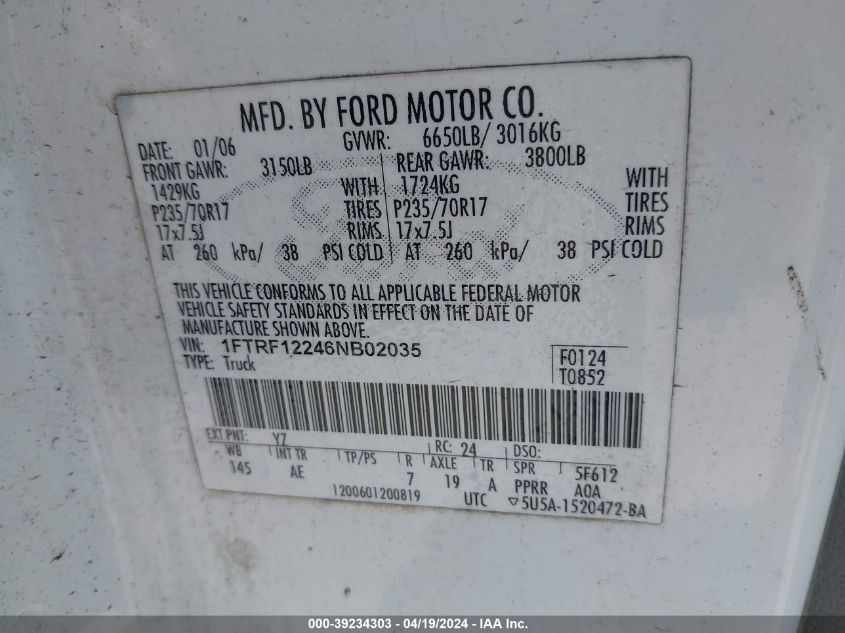 MFD. BY FORD MOTOR CO.
DATE: 01/06 GVWR: 6650LB/ 3016KG
FRONT GAWR: 3150LB REAR GAWR: 3800LB
1429KG WITH 1724KG WITH
P235/70R17 TIRES P235/70R17 TIRES
17x7.5J RIMS 17x7.5J RIMS
AT 260 kPa/ 38 PSI COLD AT 260 kPa/ 38 PSI COLD
THIS VEHICLE CONFORMS TO ALL APPLICABLE FEDERAL MOTOR
VEHICLE SAFETY STANDARDS IN EFFECT ON THE DATE OF
MANUFACTURE SHOWN ABOVE.
VIN: 1FTRF12246NB02035 F0124
TYPE: Truck T0852
EXT PNT: YZ RC: 24 DSO:
WB INT TR TP/PS R AXLE TR SPR 5F612
145 AE 7 19 A PPRR AOA
1200601200819 UTC ▽5U5A-1520472-BA
000-39234303 - 04/19/2024 - IAA Inc.